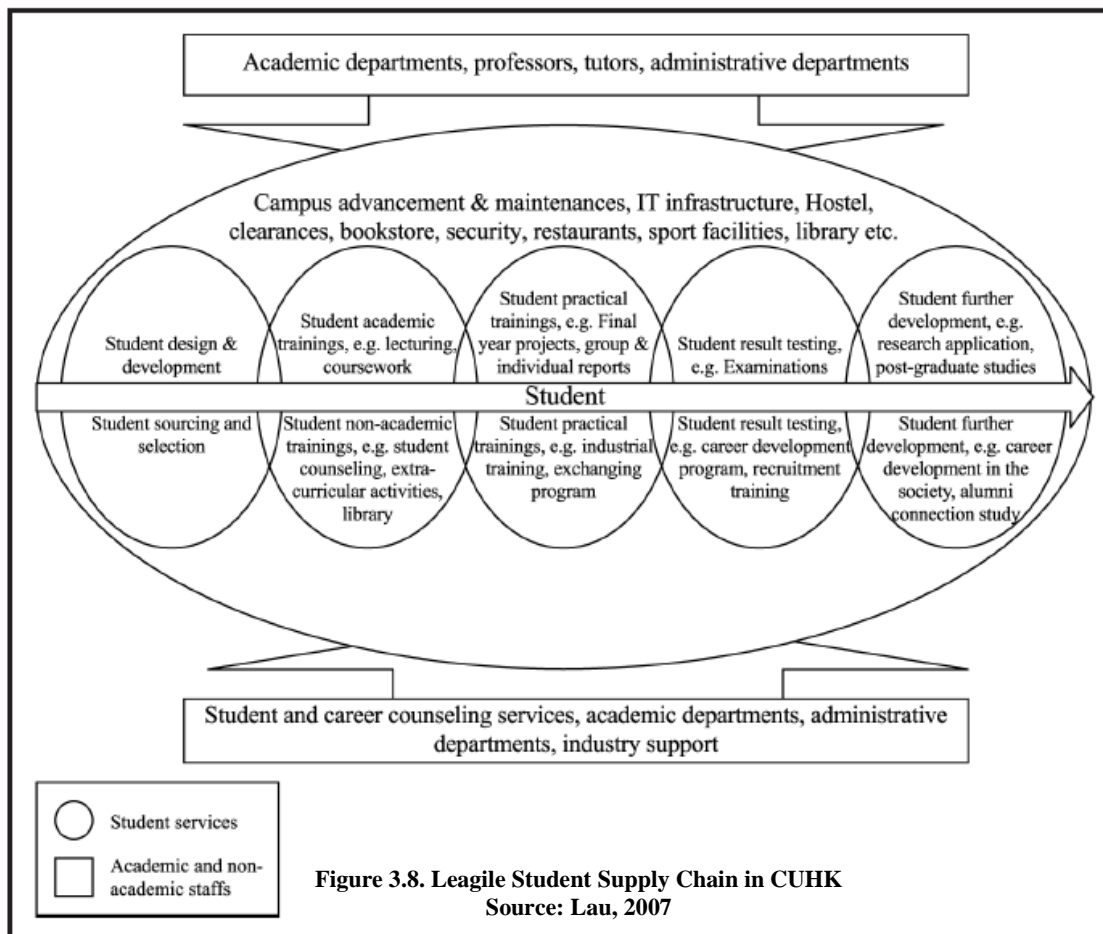 Academic departments, professors, tutors, administrative departments
Campus advancement & maintenances, IT infrastructure, Hostel,
clearances, bookstore, security, restaurants, sport facilities, library etc.
Student design &
development
Student academic
trainings, e.g. lecturing,
coursework
Student practical
trainings, e.g. Final
year projects, group &
individual reports
Student result testing,
e.g. Examinations
Student further
development, e.g.
research application,
post-graduate studies
Student
Student sourcing and
selection
Student non-academic
trainings, e.g. student
counseling, extra-
curricular activities,
library
Student practical
trainings, e.g. industrial
training, exchanging
program
Student result testing,
e.g. career development
program, recruitment
training
Student further
development, e.g. career
development in the
society, alumni
connection study
Student and career counseling services, academic departments, administrative
departments, industry support
Student services
Academic and non-
academic staffs
Figure 3.8. Leagile Student Supply Chain in CUHK
Source: Lau, 2007